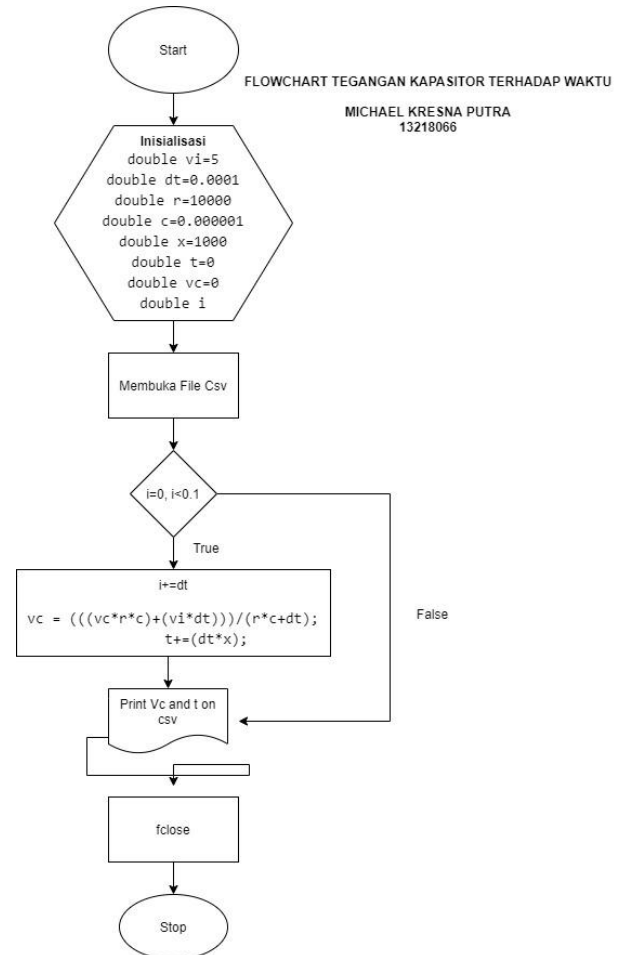 Start
FLOWCHART TEGANGAN KAPASITOR TERHADAP WAKTU
MICHAEL KRESNA PUTRA
13218066
Inisialisasi
double vi=5
double dt=0.0001
double r=10000
double c=0.000001
double x=1000
double t=0
double vc=0
double i
Membuka File Csv
i=0, i<0.1
True
False
i+=dt
vc = (((vc*r*c)+(vi*dt)))/(r*c+dt);
t+=(dt*x);
Print Vc and t on
csv
fclose
Stop